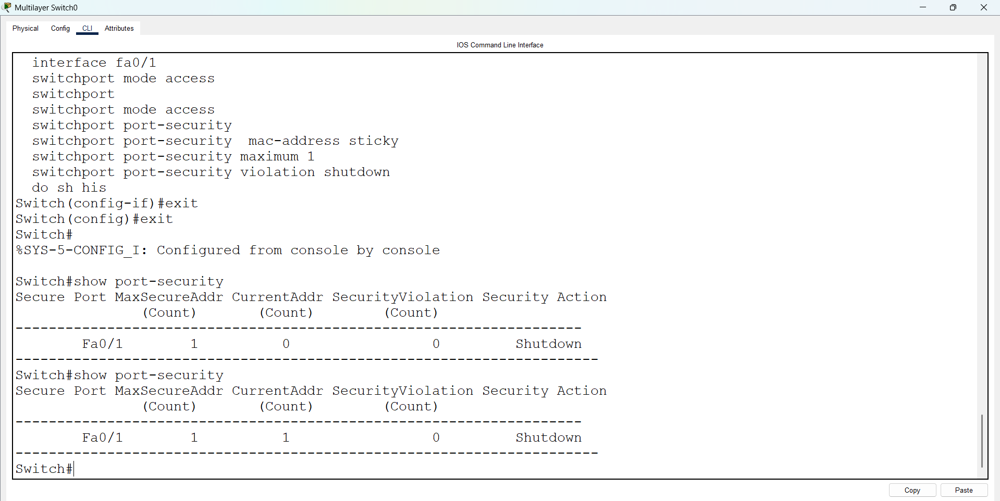 Multilayer Switch0
Physical Config CLI Attributes
IOS Command Line Interface
  interface fa0/1
  switchport mode access
  switchport
  switchport mode access
  switchport port-security
  switchport port-security  mac-address sticky
  switchport port-security maximum 1
  switchport port-security violation shutdown
  do sh his
Switch(config-if)#exit
Switch(config)#exit
Switch#
%SYS-5-CONFIG_I: Configured from console by console

Switch#show port-security
Secure Port MaxSecureAddr CurrentAddr SecurityViolation Security Action
               (Count)       (Count)        (Count)
--------------------------------------------------------------------
        Fa0/1        1          0                 0         Shutdown
----------------------------------------------------------------------
Switch#show port-security
Secure Port MaxSecureAddr CurrentAddr SecurityViolation Security Action
               (Count)       (Count)        (Count)
--------------------------------------------------------------------
        Fa0/1        1          1                 0         Shutdown
----------------------------------------------------------------------
Switch#
Copy Paste